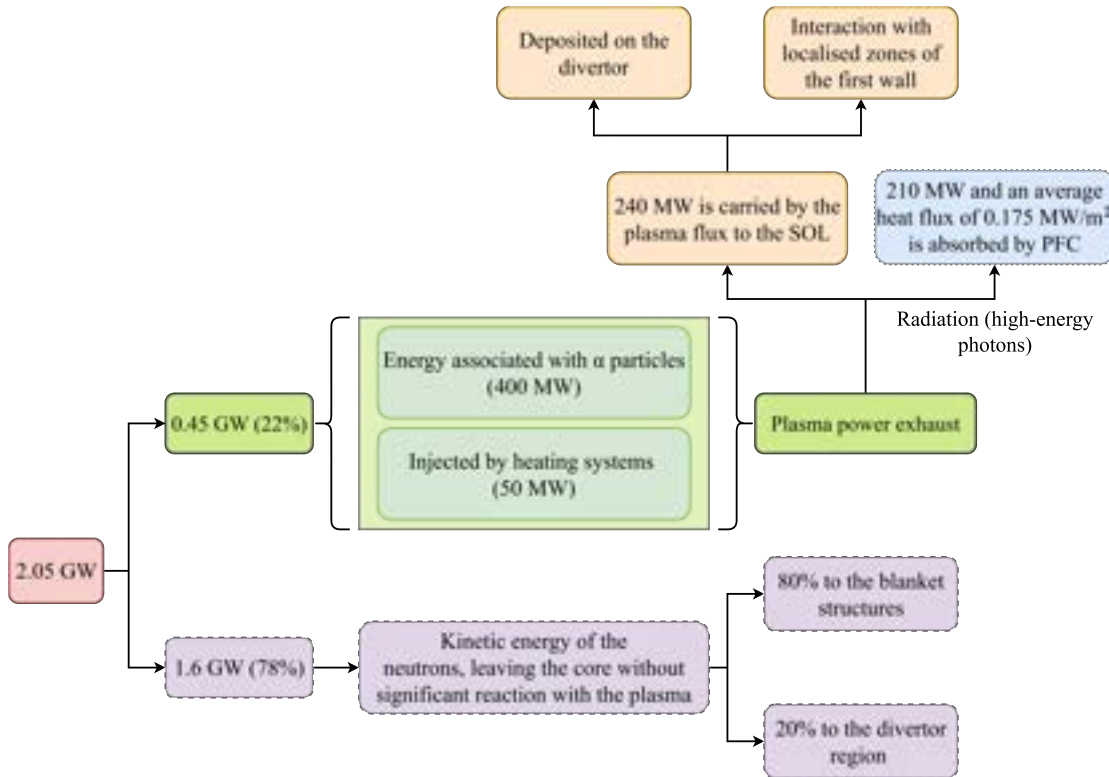 Deposited on the
divertor
Interaction with
localised zones of
the first wall
240 MW is carried by the
plasma flux to the SOL
210 MW and an average
heat flux of 0.175 MW/m²
is absorbed by PFC
Radiation (high-energy
photons)
Energy associated with α particles
(400 MW)
0.45 GW (22%)
Plasma power exhaust
Injected by heating systems
(50 MW)
2.05 GW
80% to the blanket
structures
1.6 GW (78%)
Kinetic energy of the
neutrons, leaving the core without
significant reaction with the plasma
20% to the divertor
region